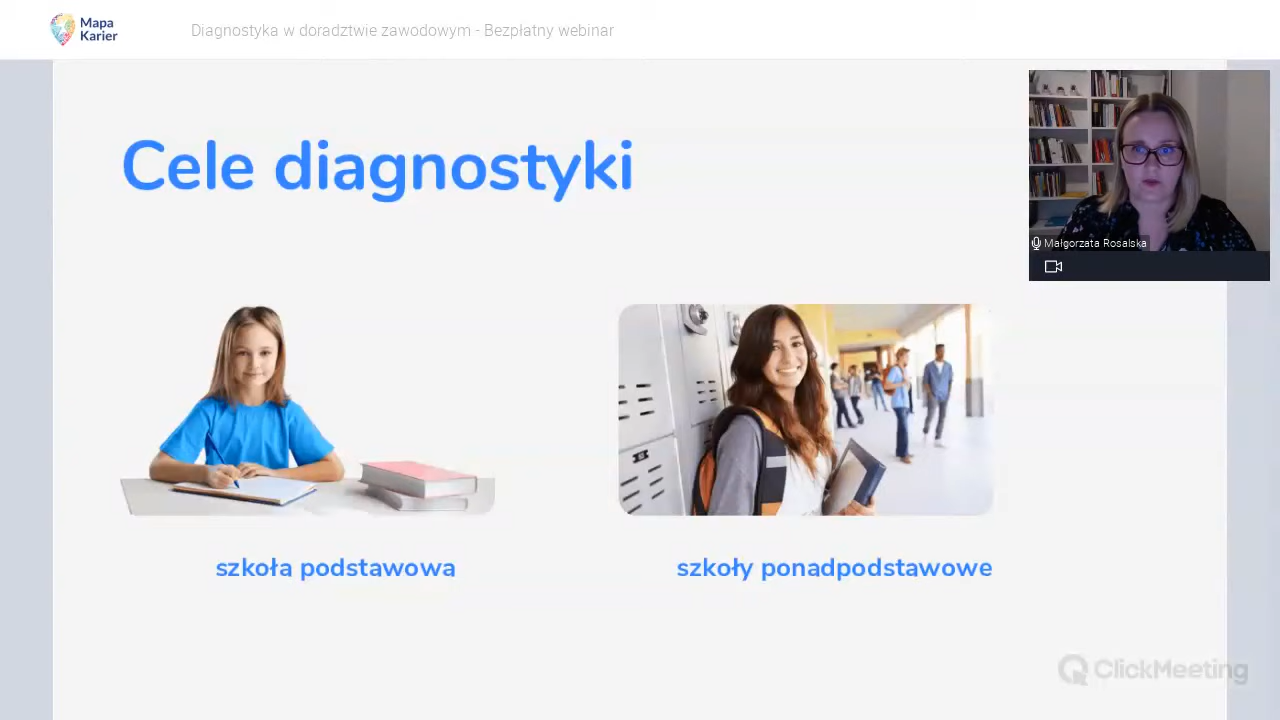 Mapa
Karier
Diagnostyka w doradztwie zawodowym - Bezpłatny webinar
Cele diagnostyki
Małgorzata Rosalska
szkoła podstawowa
szkoły ponadpodstawowe
ClickMeeting